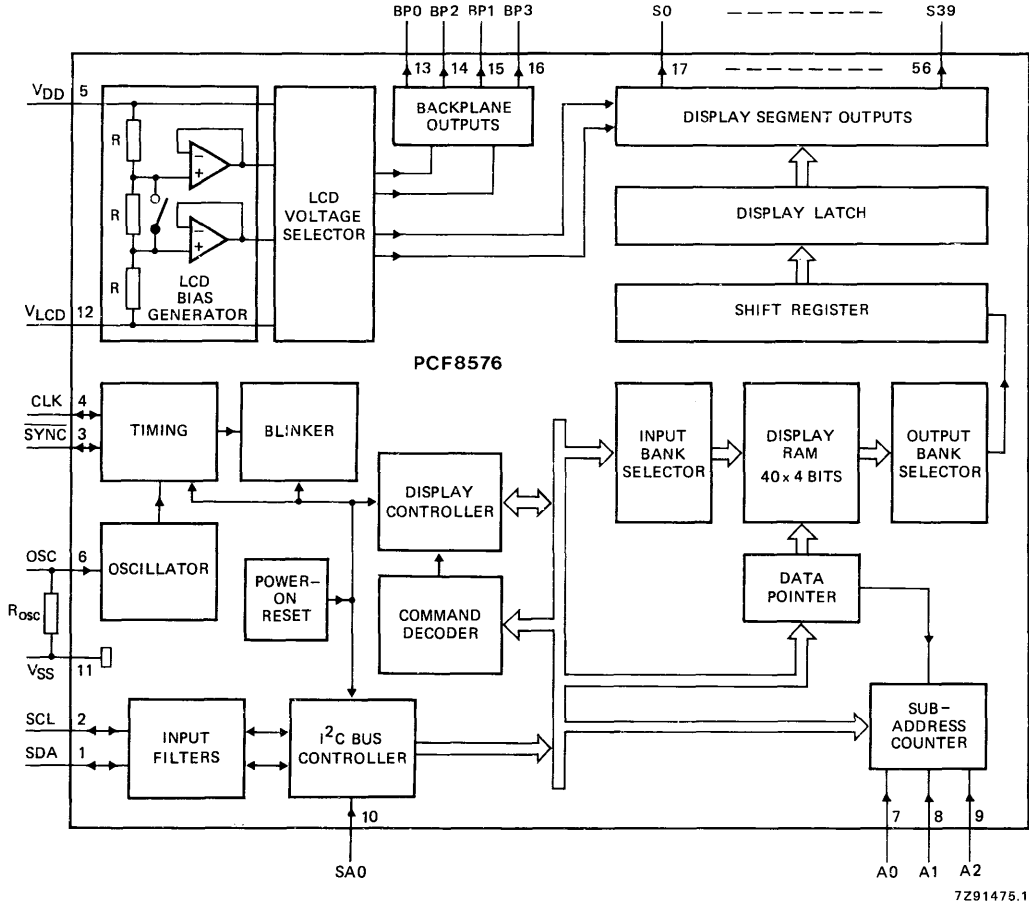 BP0 BP2 BP1 BP3 S0 S39
13 14 15 16 17 56
VDD 5
BACKPLANE
OUTPUTS
DISPLAY SEGMENT OUTPUTS
R
R
R
−
+
−
+
LCD
BIAS
GENERATOR
LCD
VOLTAGE
SELECTOR
DISPLAY LATCH
VLCD 12
SHIFT REGISTER
PCF8576
CLK 4
SYNC 3
TIMING
BLINKER
DISPLAY
CONTROLLER
INPUT
BANK
SELECTOR
DISPLAY
RAM
40 x 4 BITS
OUTPUT
BANK
SELECTOR
OSC 6
OSCILLATOR
ROSC
POWER–
ON
RESET
COMMAND
DECODER
DATA
POINTER
VSS 11
SCL 2
SDA 1
INPUT
FILTERS
I²C BUS
CONTROLLER
SUB–
ADDRESS
COUNTER
10 7 8 9
SA0 A0 A1 A2
7Z91475.1